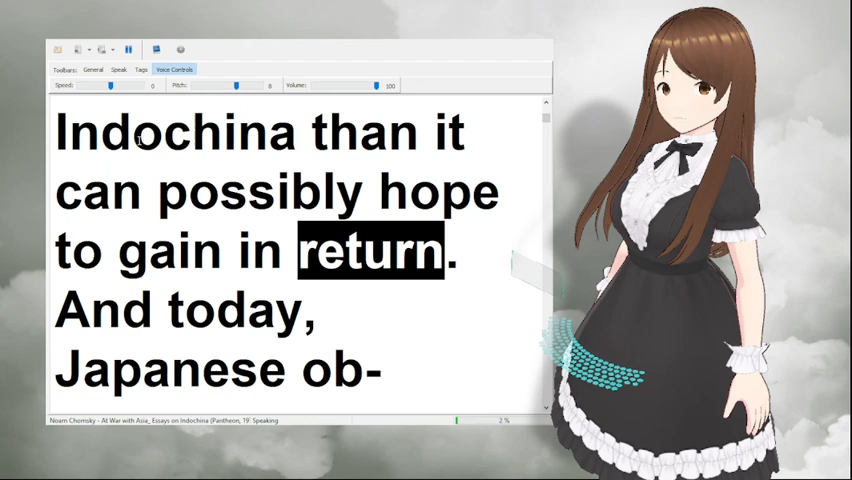 Toolbars: General Speak Tags Voice Controls
Speed: 0 Pitch: 8 Volume: 100
Indochina than it
can possibly hope
to gain in return.
And today,
Japanese ob-
Noam Chomsky - At War with Asia_ Essays on Indochina (Pantheon, 19 Speaking 2 %